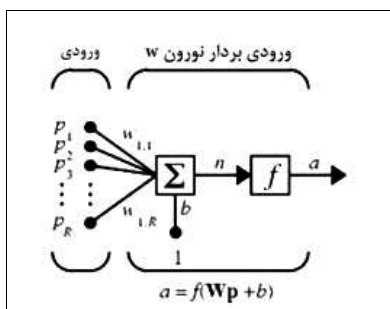 ورودی بردار نورون w
ورودی
p1
p2
p3
pR
w1,1
w1,R
Σ
n
f
a
b
1
a = f(Wp +b)